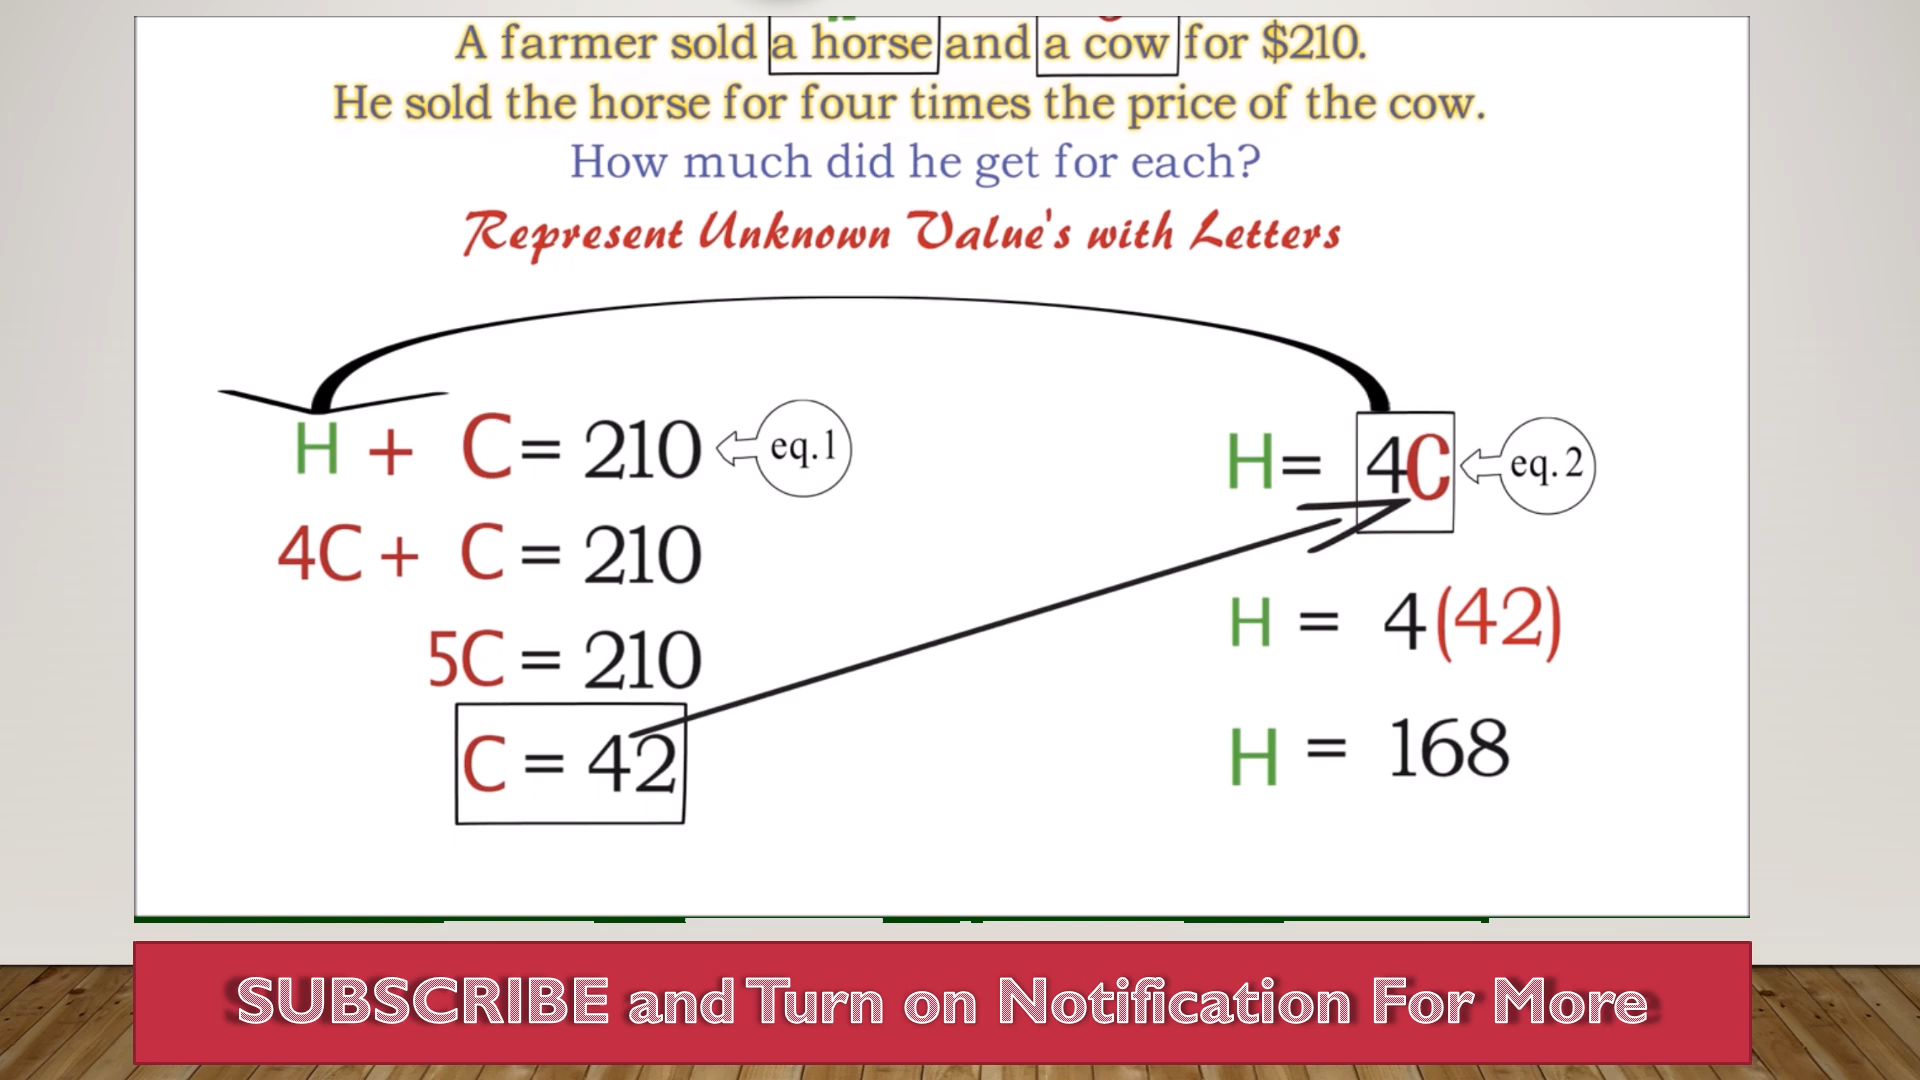 A farmer sold a horse and a cow for $210.
He sold the horse for four times the price of the cow.
How much did he get for each?
Represent Unknown Value's with Letters
H + C = 210 eq.1
H = 4C eq.2
4C + C = 210
H = 4(42)
5C = 210
C = 42
H = 168
SUBSCRIBE and Turn on Notification For More